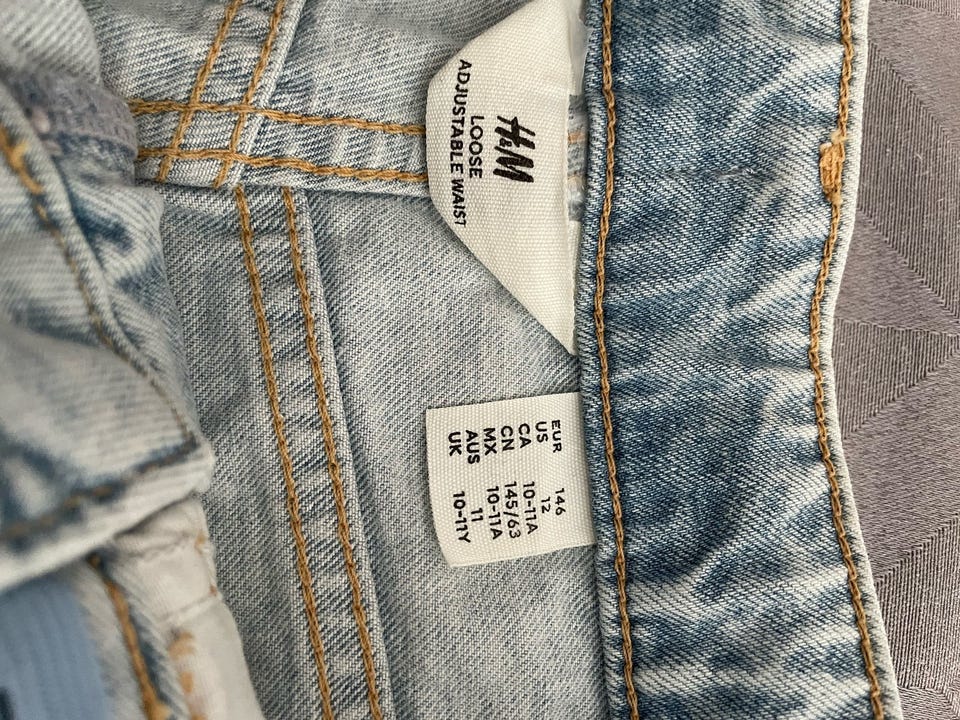 H&M
LOOSE
ADJUSTABLE WAIST
EUR 146
US 12
CA 10-11A
CN 145/63
MX 10-11A
AUS 11
UK 10-11Y